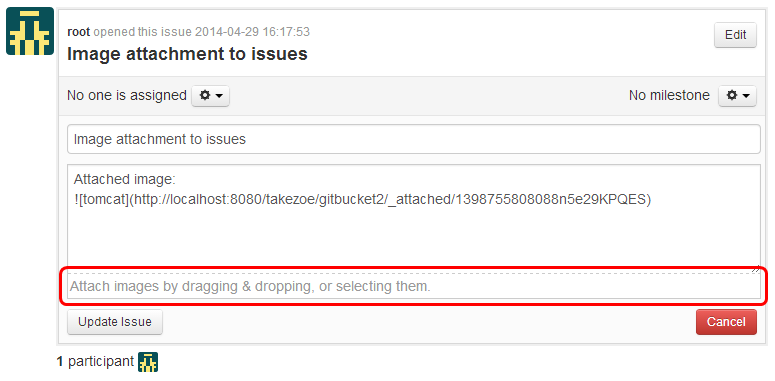 root opened this issue 2014-04-29 16:17:53
Edit
Image attachment to issues
No one is assigned
No milestone
Image attachment to issues
Attached image:
![tomcat](http://localhost:8080/takezoe/gitbucket2/_attached/1398755808088n5e29KPQES)
Attach images by dragging & dropping, or selecting them.
Update Issue
Cancel
1 participant